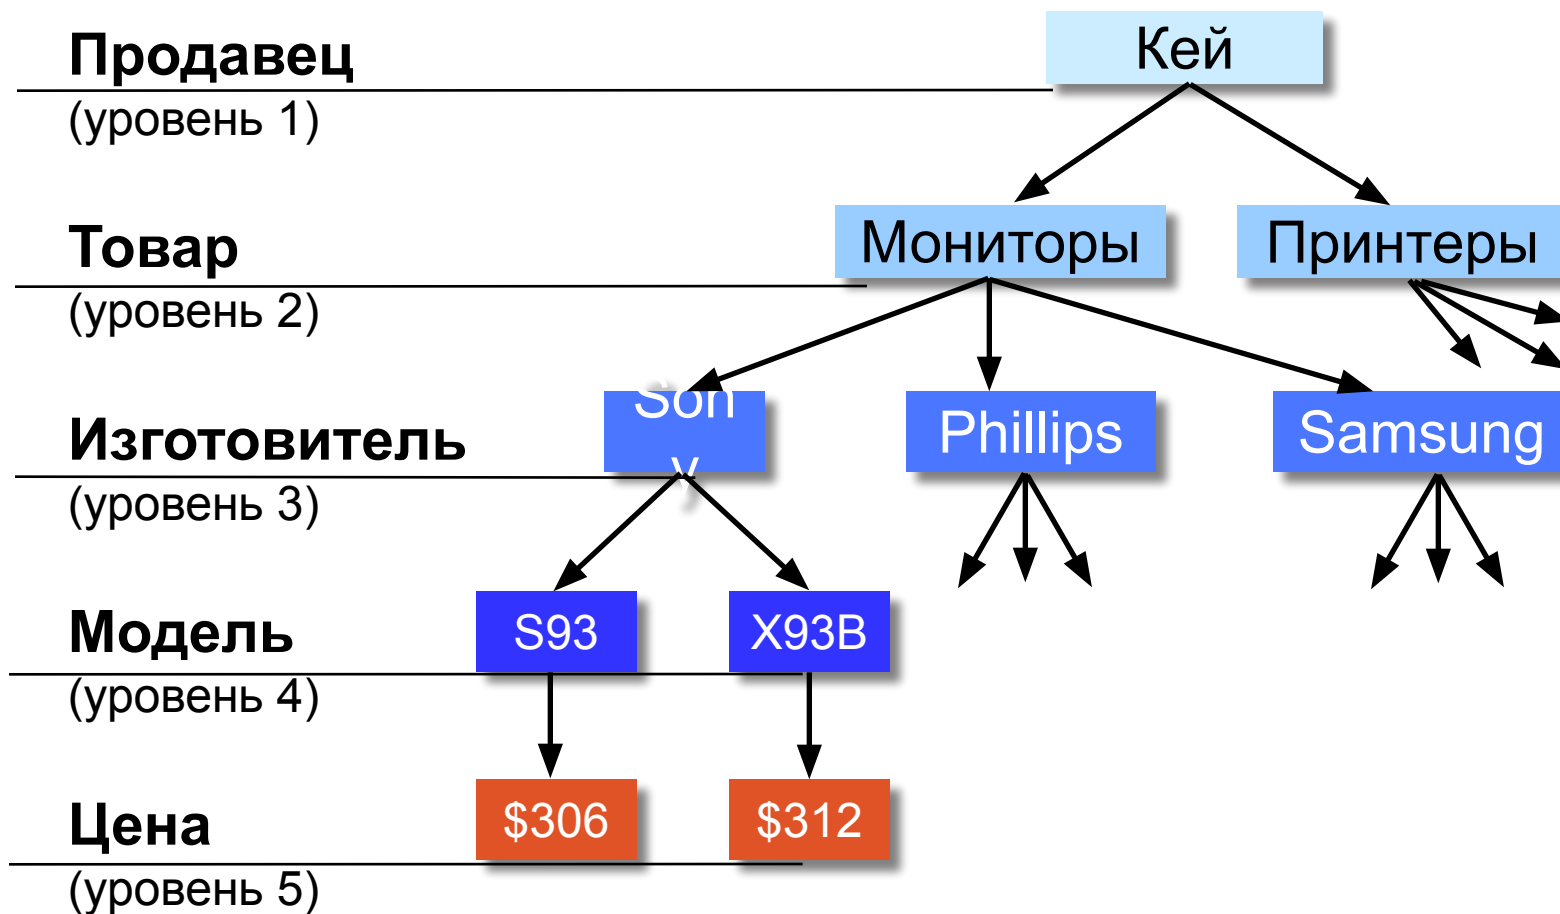 Продавец
Кей
(уровень 1)
Товар
Мониторы
Принтеры
(уровень 2)
Изготовитель
Son
y
Phillips
Samsung
(уровень 3)
Модель
S93
X93B
(уровень 4)
Цена
$306
$312
(уровень 5)